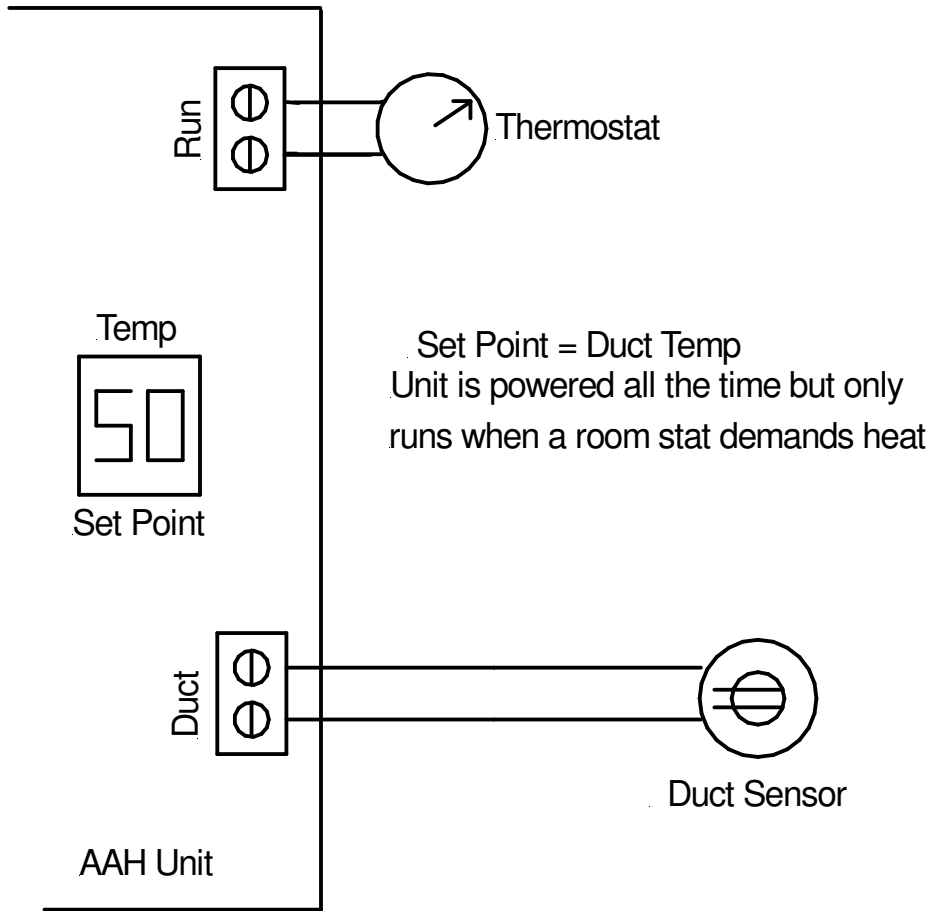 Run
Thermostat
Temp
50
Set Point
Set Point = Duct Temp
Unit is powered all the time but only
runs when a room stat demands heat
Duct
Duct Sensor
AAH Unit